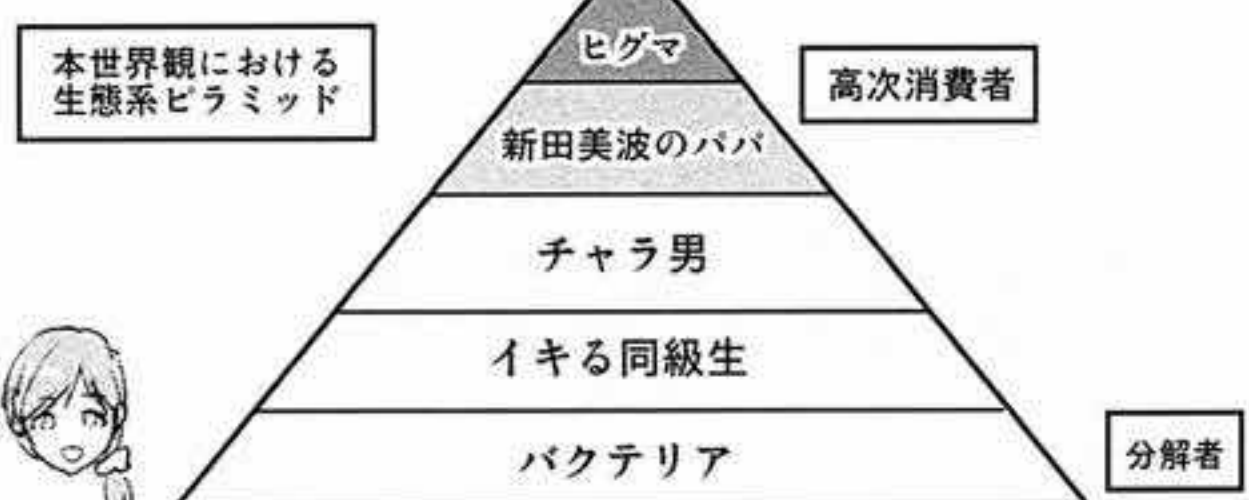 本世界観における
生態系ピラミッド
ヒグマ
高次消費者
新田美波のパパ
チャラ男
イキる同級生
バクテリア
分解者